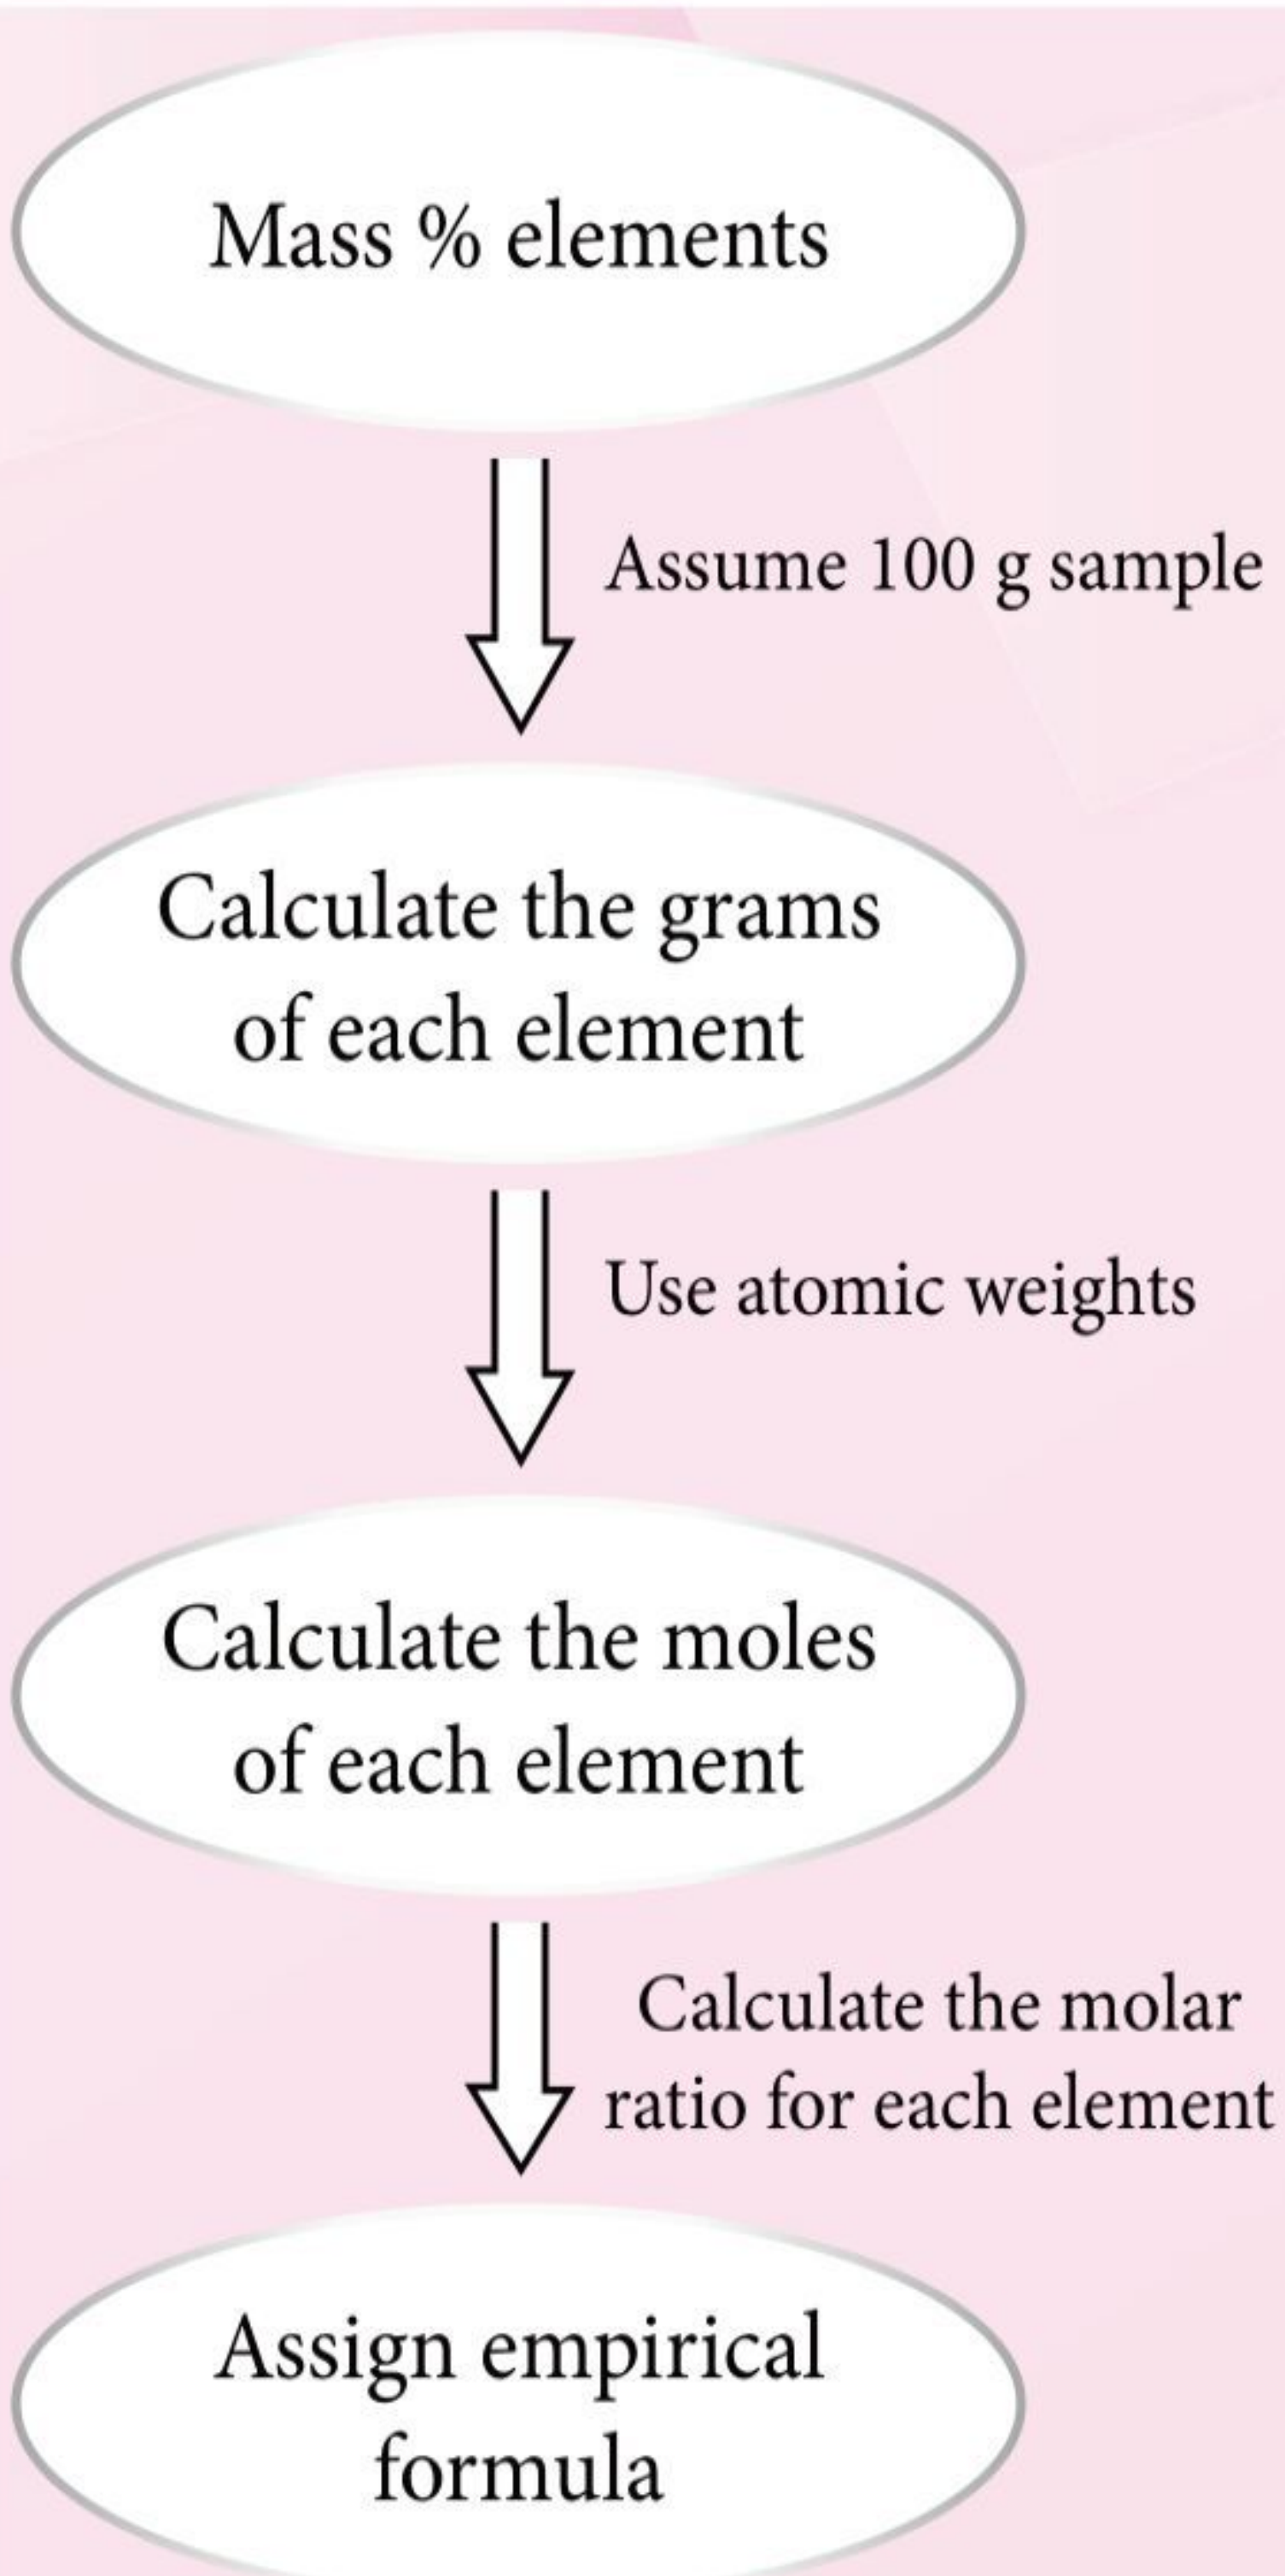 Mass % elements
Assume 100 g sample
Calculate the grams
of each element
Use atomic weights
Calculate the moles
of each element
Calculate the molar
ratio for each element
Assign empirical
formula